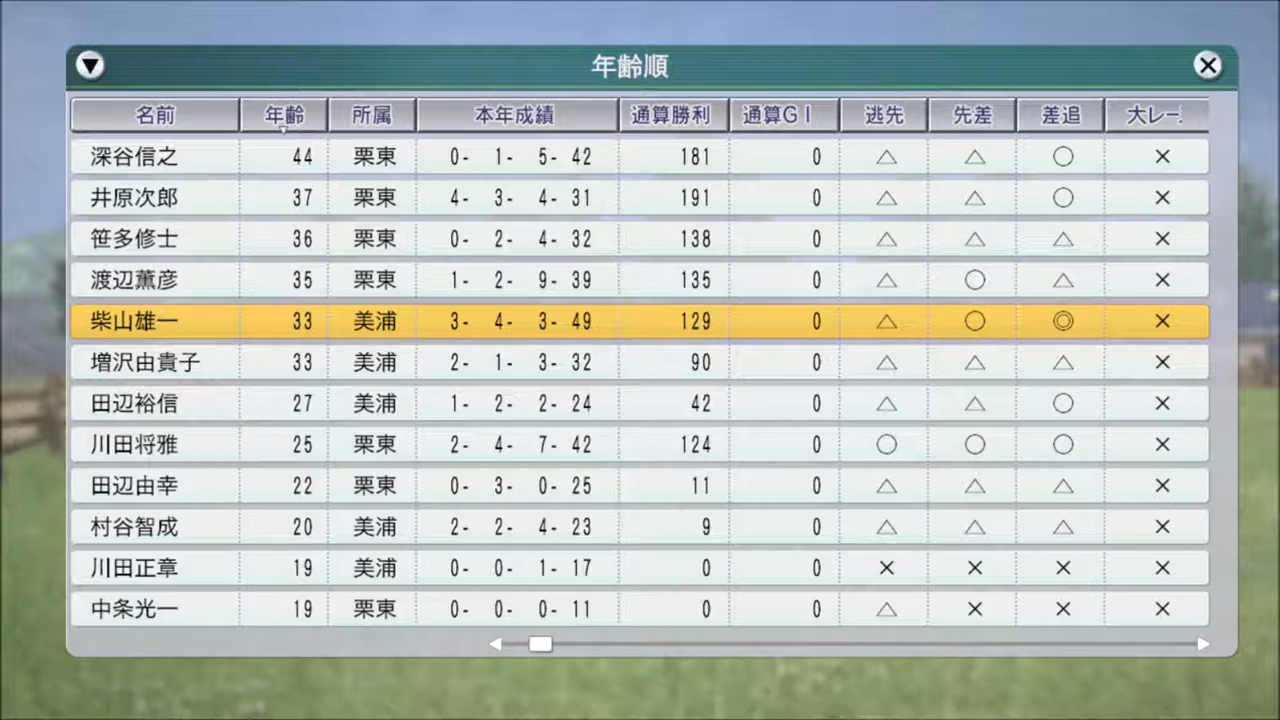 年齢順
名前 年齢 所属 本年成績 通算勝利 通算GⅠ 逃先 先差 差追 大レー
深谷信之 44 栗東 0- 1- 5- 42 181 0 △ △ ○ ×
井原次郎 37 栗東 4- 3- 4- 31 191 0 △ △ ○ ×
笹多修士 36 栗東 0- 2- 4- 32 138 0 △ △ △ ×
渡辺薫彦 35 栗東 1- 2- 9- 39 135 0 △ ○ △ ×
柴山雄一 33 美浦 3- 4- 3- 49 129 0 △ ○ ◎ ×
増沢由貴子 33 美浦 2- 1- 3- 32 90 0 △ △ △ ×
田辺裕信 27 美浦 1- 2- 2- 24 42 0 △ △ ○ ×
川田将雅 25 栗東 2- 4- 7- 42 124 0 ○ ○ ○ ×
田辺由幸 22 栗東 0- 3- 0- 25 11 0 △ △ △ ×
村谷智成 20 美浦 2- 2- 4- 23 9 0 △ △ △ ×
川田正章 19 美浦 0- 0- 1- 17 0 0 × × × ×
中条光一 19 栗東 0- 0- 0- 11 0 0 △ × × ×